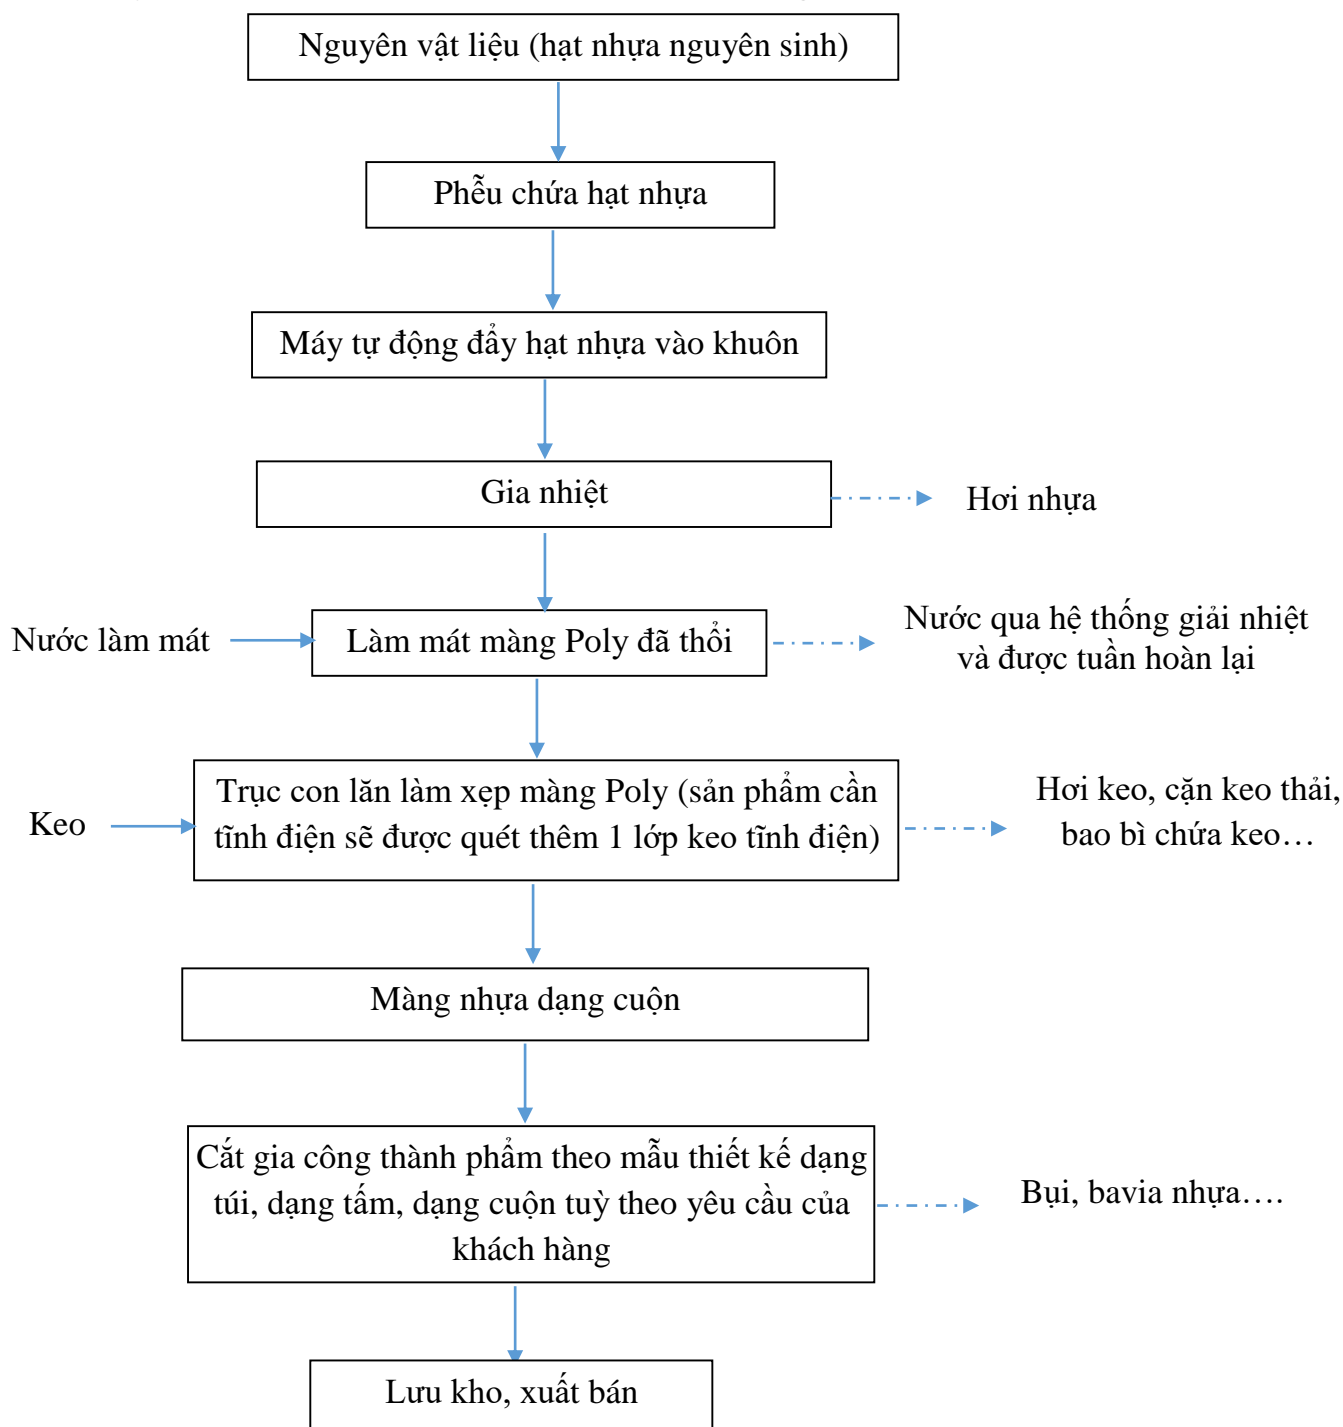 Nguyên vật liệu (hạt nhựa nguyên sinh)
Phễu chứa hạt nhựa
Máy tự động đẩy hạt nhựa vào khuôn
Gia nhiệt
Hơi nhựa
Nước làm mát
Làm mát màng Poly đã thổi
Nước qua hệ thống giải nhiệt
và được tuần hoàn lại
Keo
Trục con lăn làm xẹp màng Poly (sản phẩm cần
tĩnh điện sẽ được quét thêm 1 lớp keo tĩnh điện)
Hơi keo, cặn keo thải,
bao bì chứa keo…
Màng nhựa dạng cuộn
Cắt gia công thành phẩm theo mẫu thiết kế dạng
túi, dạng tấm, dạng cuộn tuỳ theo yêu cầu của
khách hàng
Bụi, bavia nhựa….
Lưu kho, xuất bán